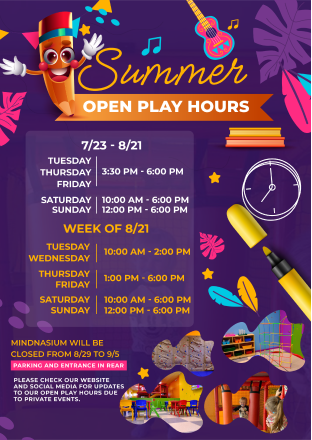 Summer
OPEN PLAY HOURS
7/23 - 8/21
TUESDAY
THURSDAY
FRIDAY
3:30 PM - 6:00 PM
SATURDAY
SUNDAY
10:00 AM - 6:00 PM
12:00 PM - 6:00 PM
WEEK OF 8/21
TUESDAY
WEDNESDAY
10:00 AM - 2:00 PM
THURSDAY
FRIDAY
1:00 PM - 6:00 PM
SATURDAY
SUNDAY
10:00 AM - 6:00 PM
12:00 PM - 6:00 PM
MINDNASIUM WILL BE
CLOSED FROM 8/29 TO 9/5
PARKING AND ENTRANCE IN REAR
PLEASE CHECK OUR WEBSITE
AND SOCIAL MEDIA FOR UPDATES
TO OUR OPEN PLAY HOURS DUE
TO PRIVATE EVENTS.